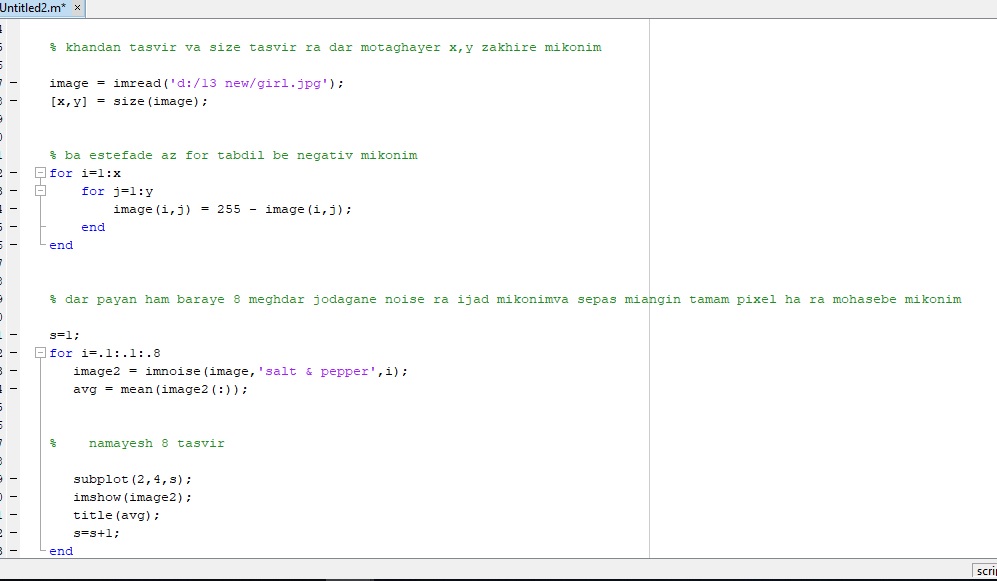 Untitled2.m* ×
% khandan tasvir va size tasvir ra dar motaghayer x,y zakhire mikonim
image = imread('d:/13 new/girl.jpg');
[x,y] = size(image);
% ba estefade az for tabdil be negativ mikonim
for i=1:x
for j=1:y
image(i,j) = 255 - image(i,j);
end
end
% dar payan ham baraye 8 meghdar jodagane noise ra ijad mikonimva sepas miangin tamam pixel ha ra mohasebe mikonim
s=1;
for i=.1:.1:.8
image2 = imnoise(image,'salt & pepper',i);
avg = mean(image2(:));
% namayesh 8 tasvir
subplot(2,4,s);
imshow(image2);
title(avg);
s=s+1;
end